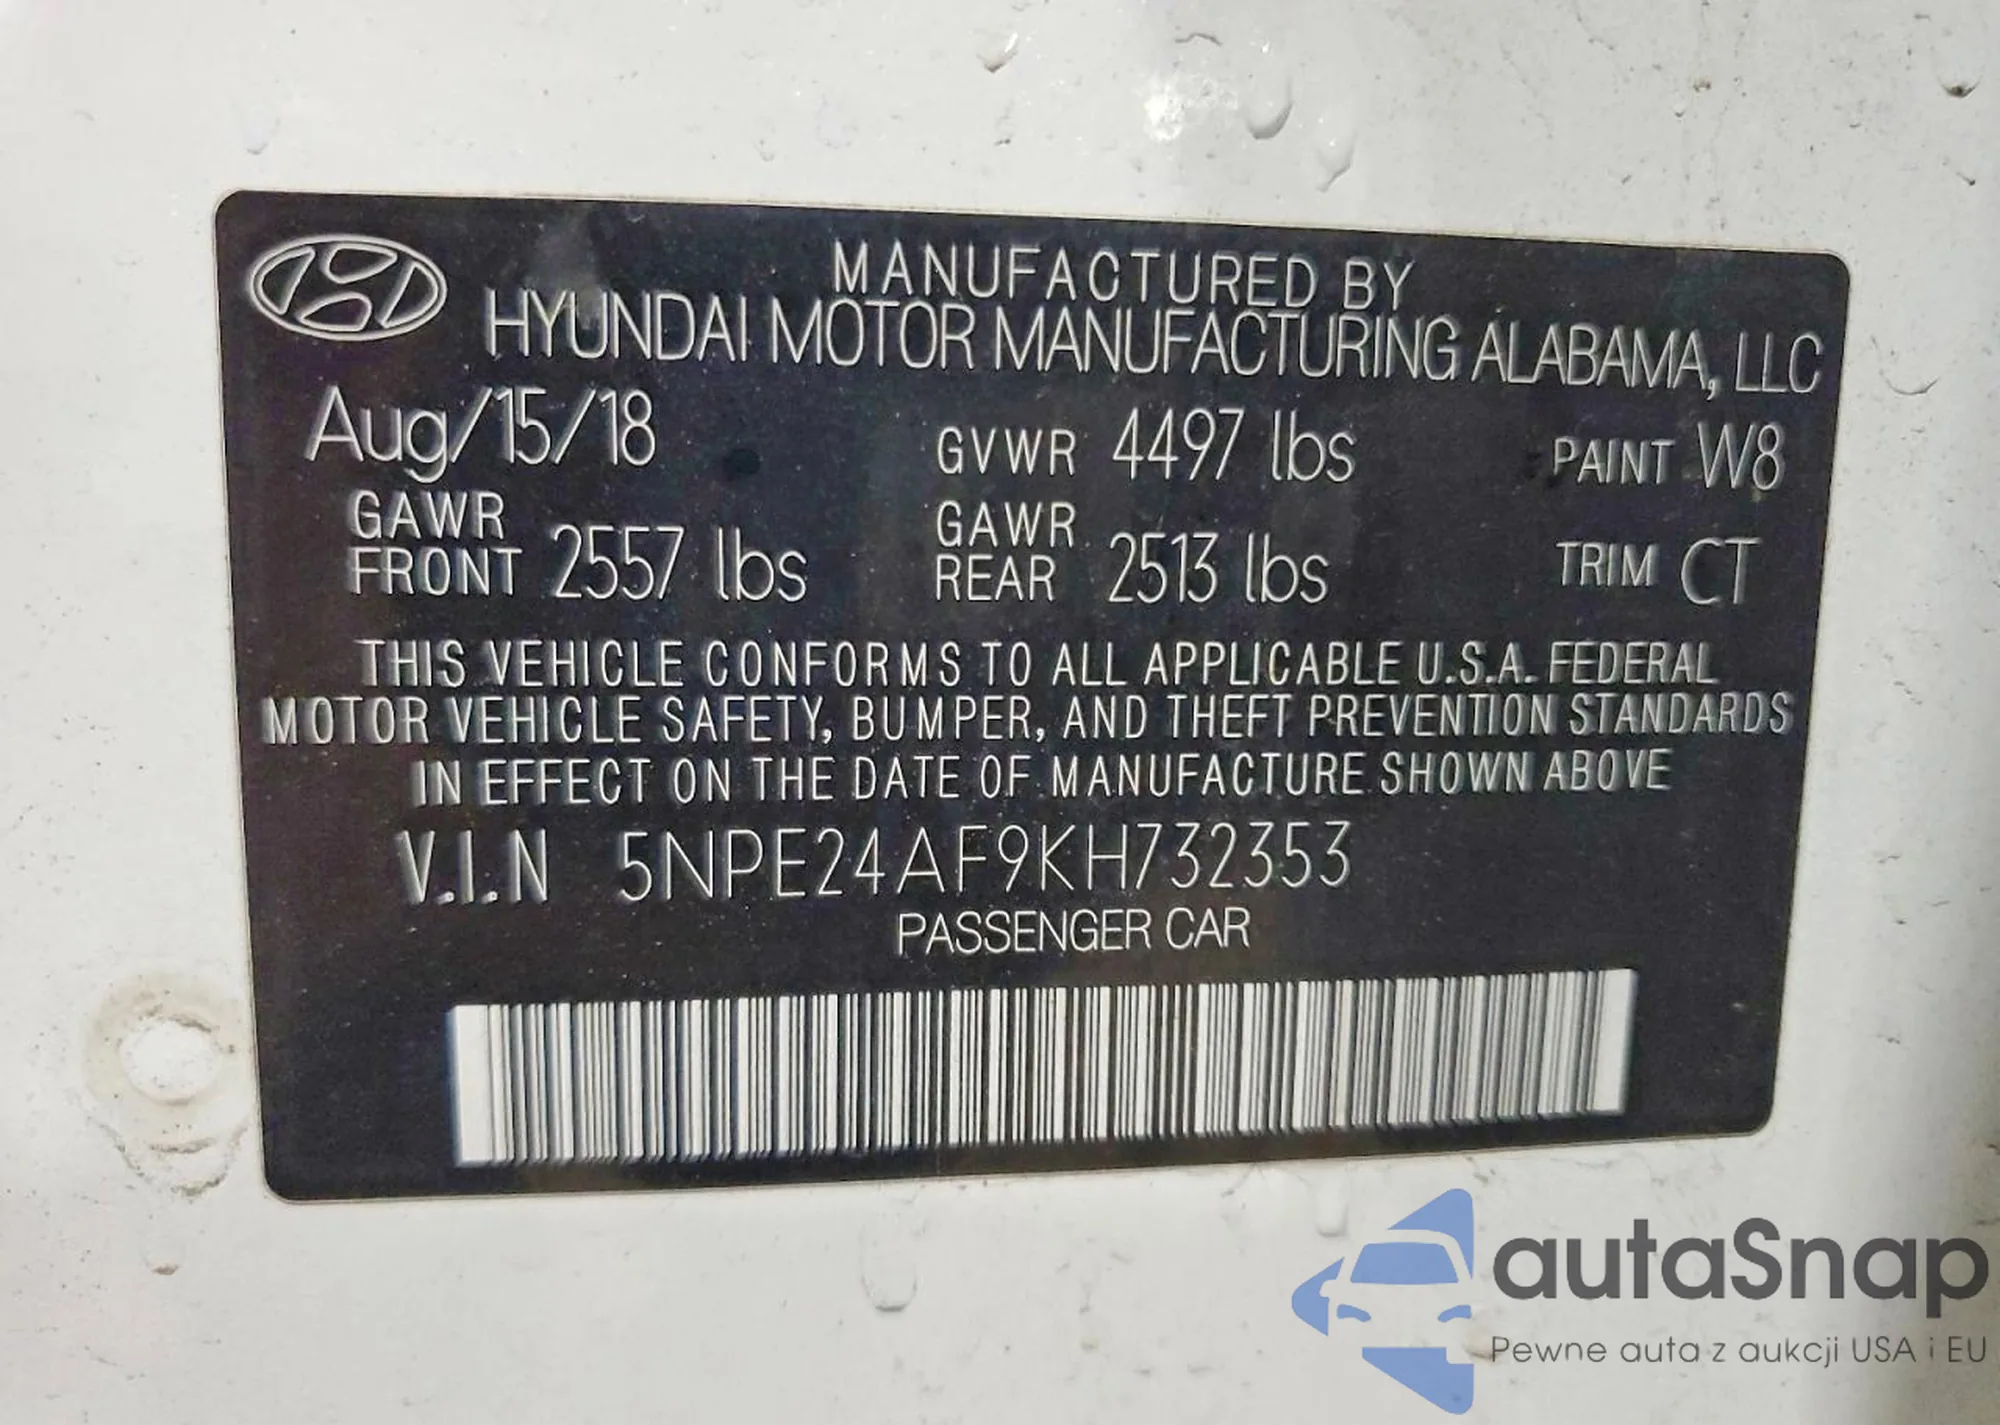 MANUFACTURED BY
HYUNDAI MOTOR MANUFACTURING ALABAMA, LLC
Aug/15/18 GVWR 4497 lbs PAINT W8
GAWR FRONT 2557 lbs GAWR REAR 2513 lbs TRIM CT
THIS VEHICLE CONFORMS TO ALL APPLICABLE U.S.A. FEDERAL
MOTOR VEHICLE SAFETY, BUMPER, AND THEFT PREVENTION STANDARDS
IN EFFECT ON THE DATE OF MANUFACTURE SHOWN ABOVE
V.I.N 5NPE24AF9KH732353
PASSENGER CAR
autaSnap
Pewne auta z aukcji USA i EU